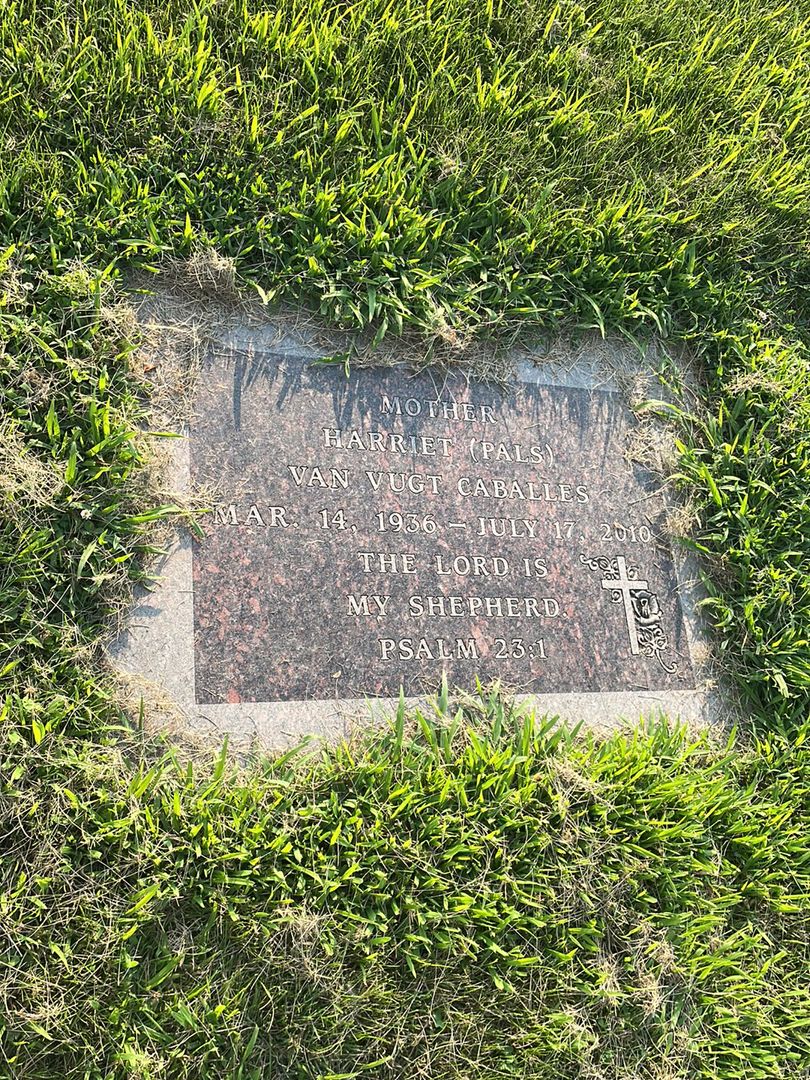 MOTHER
HARRIET (PALS)
VAN VUGT CABALLES
MAR. 14, 1936 – JULY 17, 2010
THE LORD IS
MY SHEPHERD.
PSALM 23:1